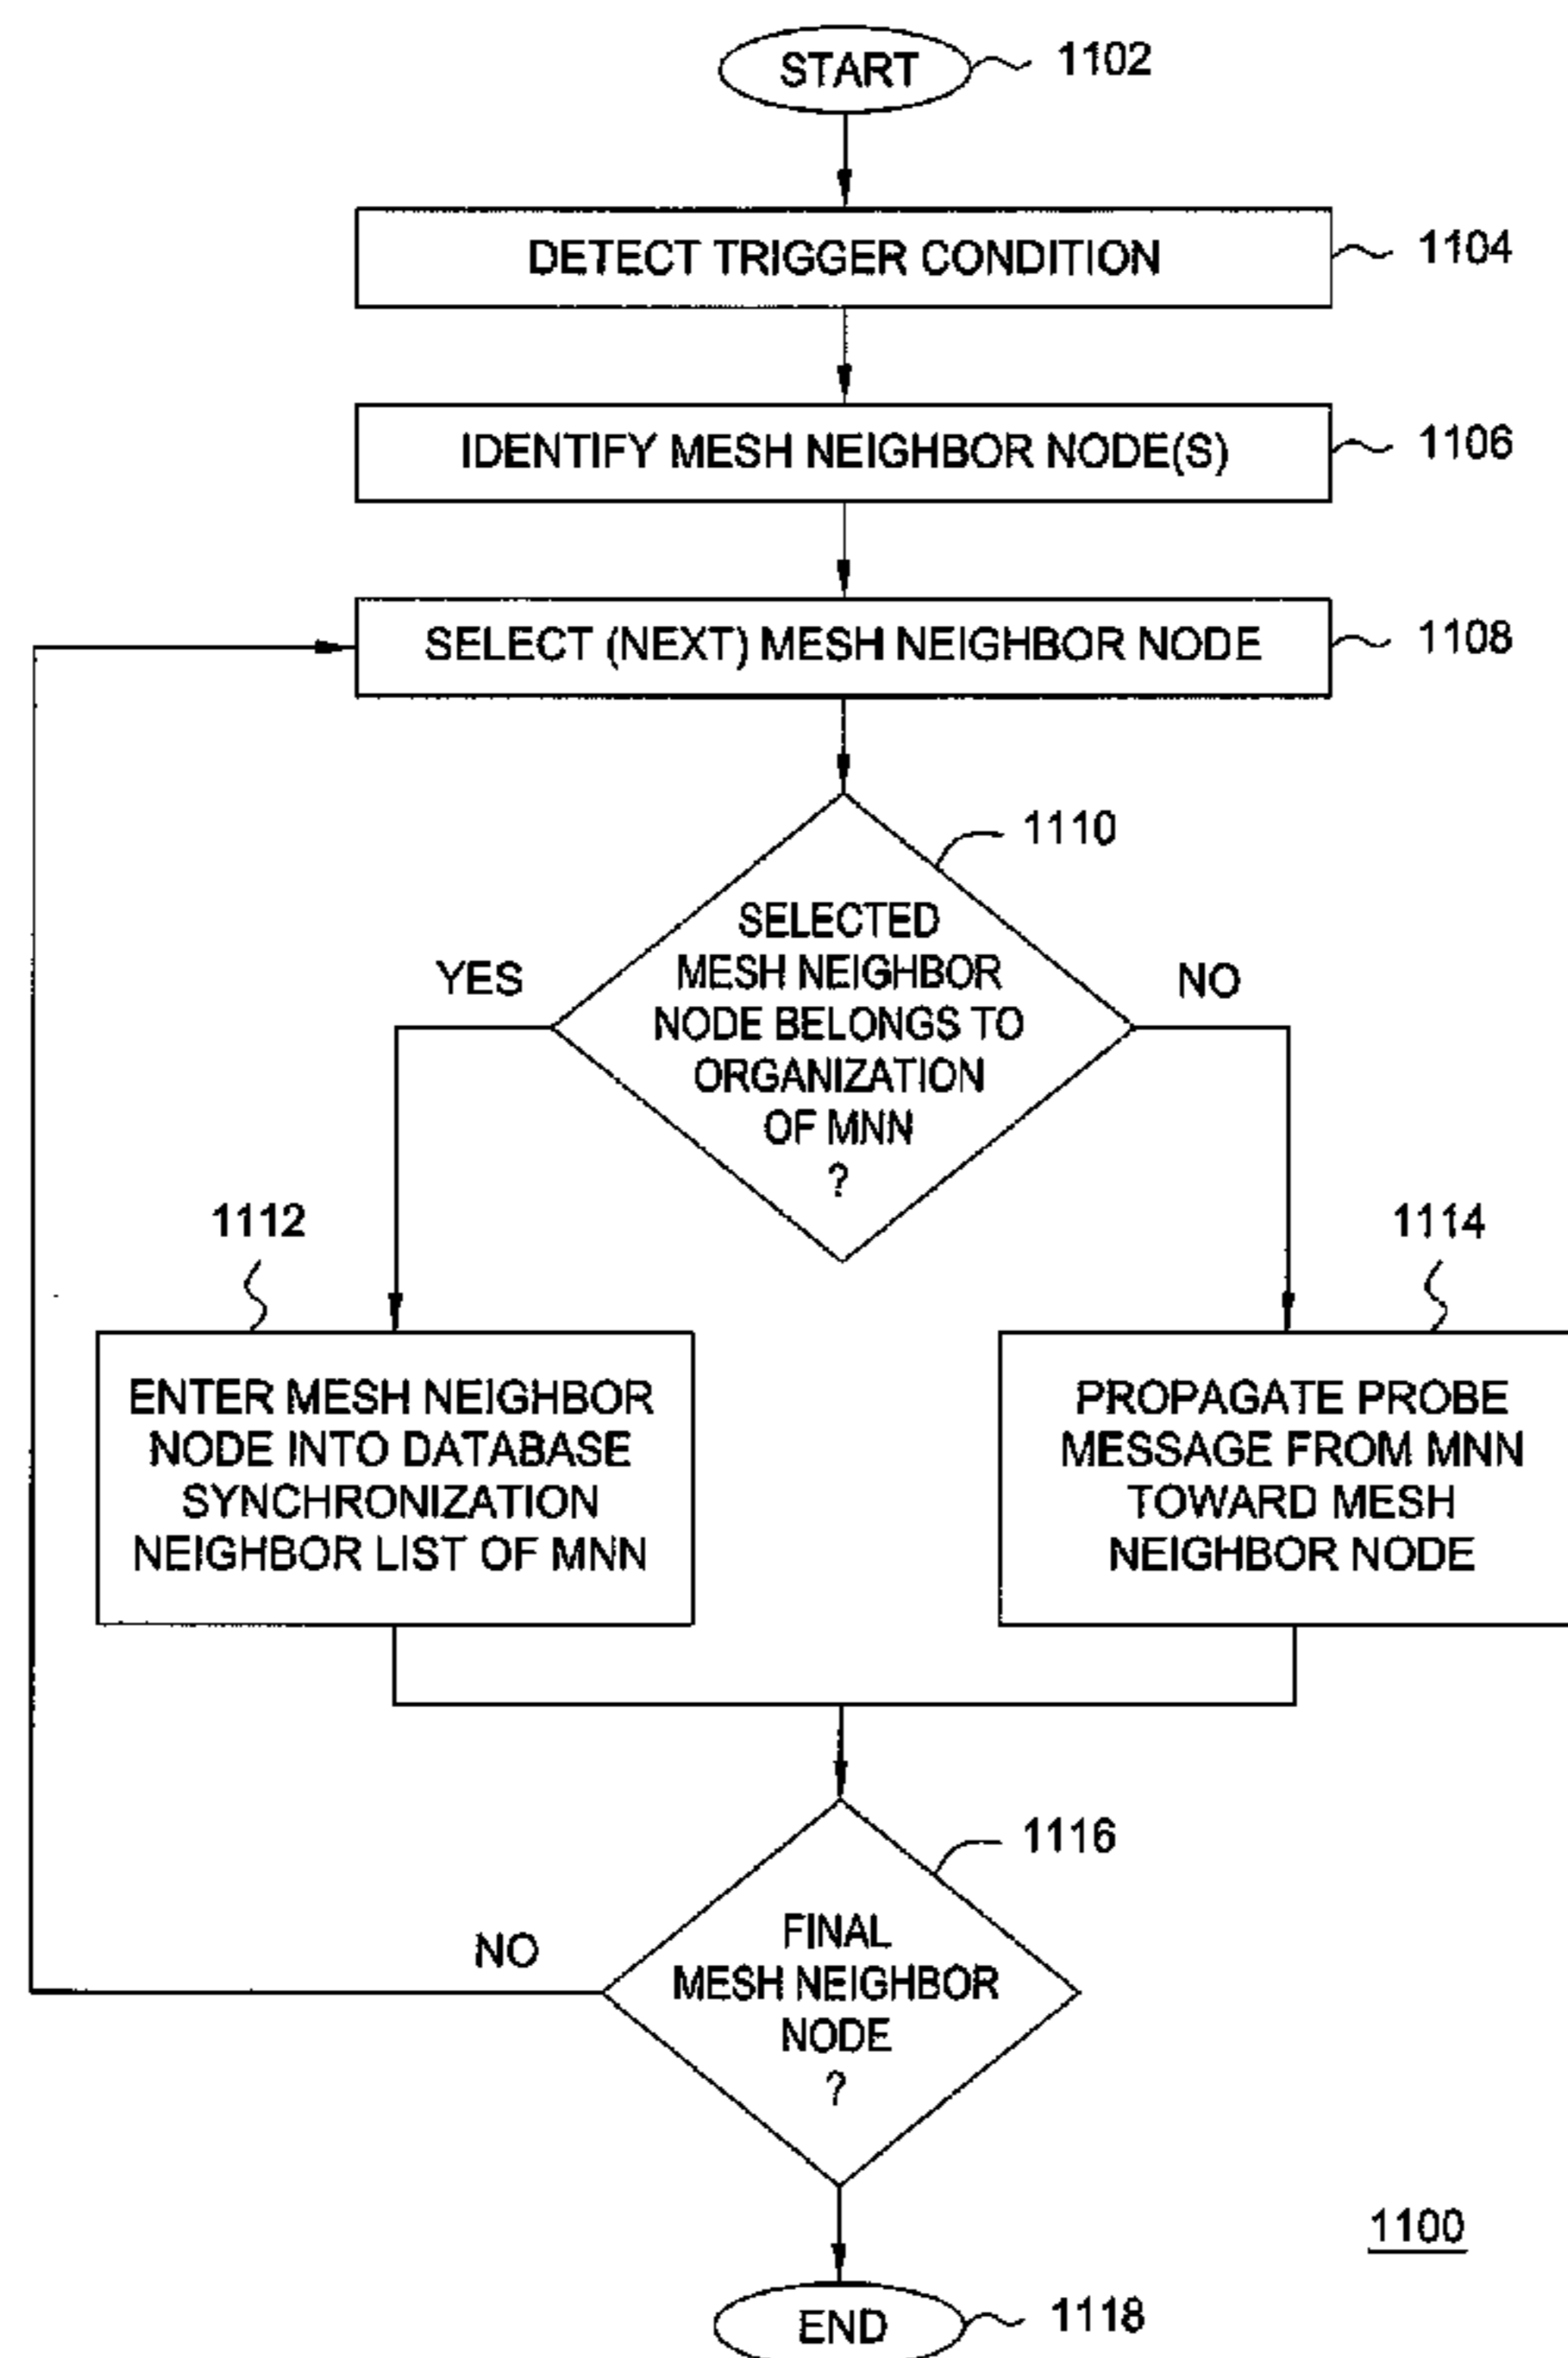 START
1102
DETECT TRIGGER CONDITION
1104
IDENTIFY MESH NEIGHBOR NODE(S)
1106
SELECT (NEXT) MESH NEIGHBOR NODE
1108
1110
SELECTED
MESH NEIGHBOR
NODE BELONGS TO
ORGANIZATION
OF MNN
?
YES
NO
1112
1114
ENTER MESH NEIGHBOR
NODE INTO DATABASE
SYNCHRONIZATION
NEIGHBOR LIST OF MNN
PROPAGATE PROBE
MESSAGE FROM MNN
TOWARD MESH
NEIGHBOR NODE
1116
FINAL
MESH NEIGHBOR
NODE
?
NO
1100
END
1118